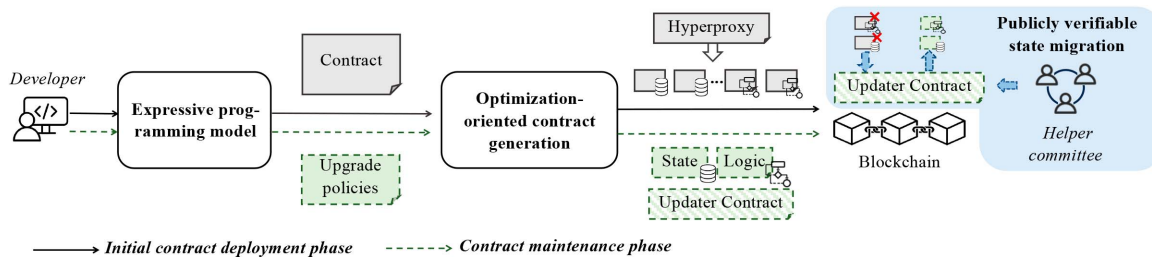 Developer
Expressive prog-
ramming model
Contract
Upgrade
policies
Optimization-
oriented contract
generation
Hyperproxy
State
Logic
Updater Contract
Publicly verifiable
state migration
Updater Contract
Blockchain
Helper
committee
Initial contract deployment phase
Contract maintenance phase